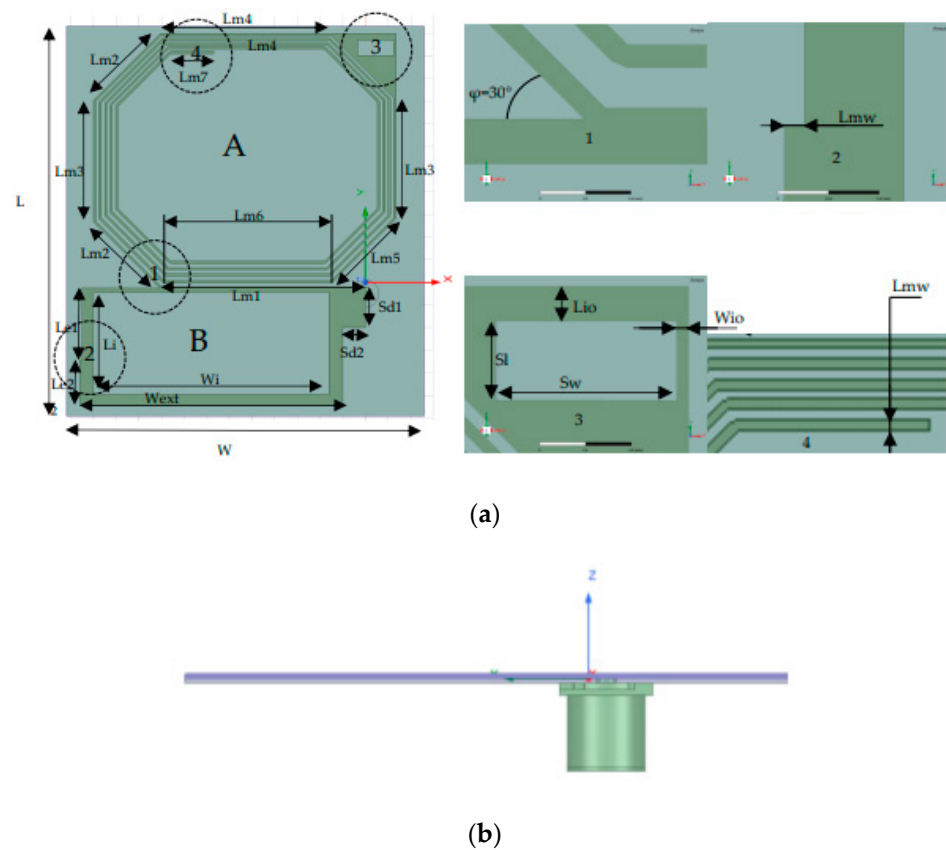 Lm4
Lm4
3
4
Lm2
Lm7
A
Lm3
Lm3
L
Lm6
Y
Lm2
Lm5
1
X
Lm1
Sd1
Le1
B
Li
2
Sd2
Wi
Le2
Wext
W
φ=30°
1
Lmw
2
Lio
Wio
Sl
Sw
3
Lmw
4
(a)
Z
(b)